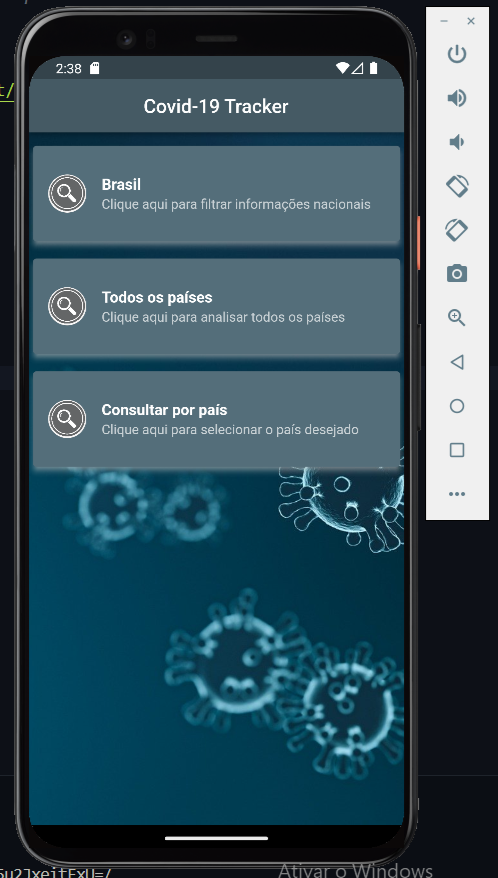 2:38
Covid-19 Tracker
Brasil
Clique aqui para filtrar informações nacionais
Todos os países
Clique aqui para analisar todos os países
Consultar por país
Clique aqui para selecionar o país desejado
Ativar o Windows